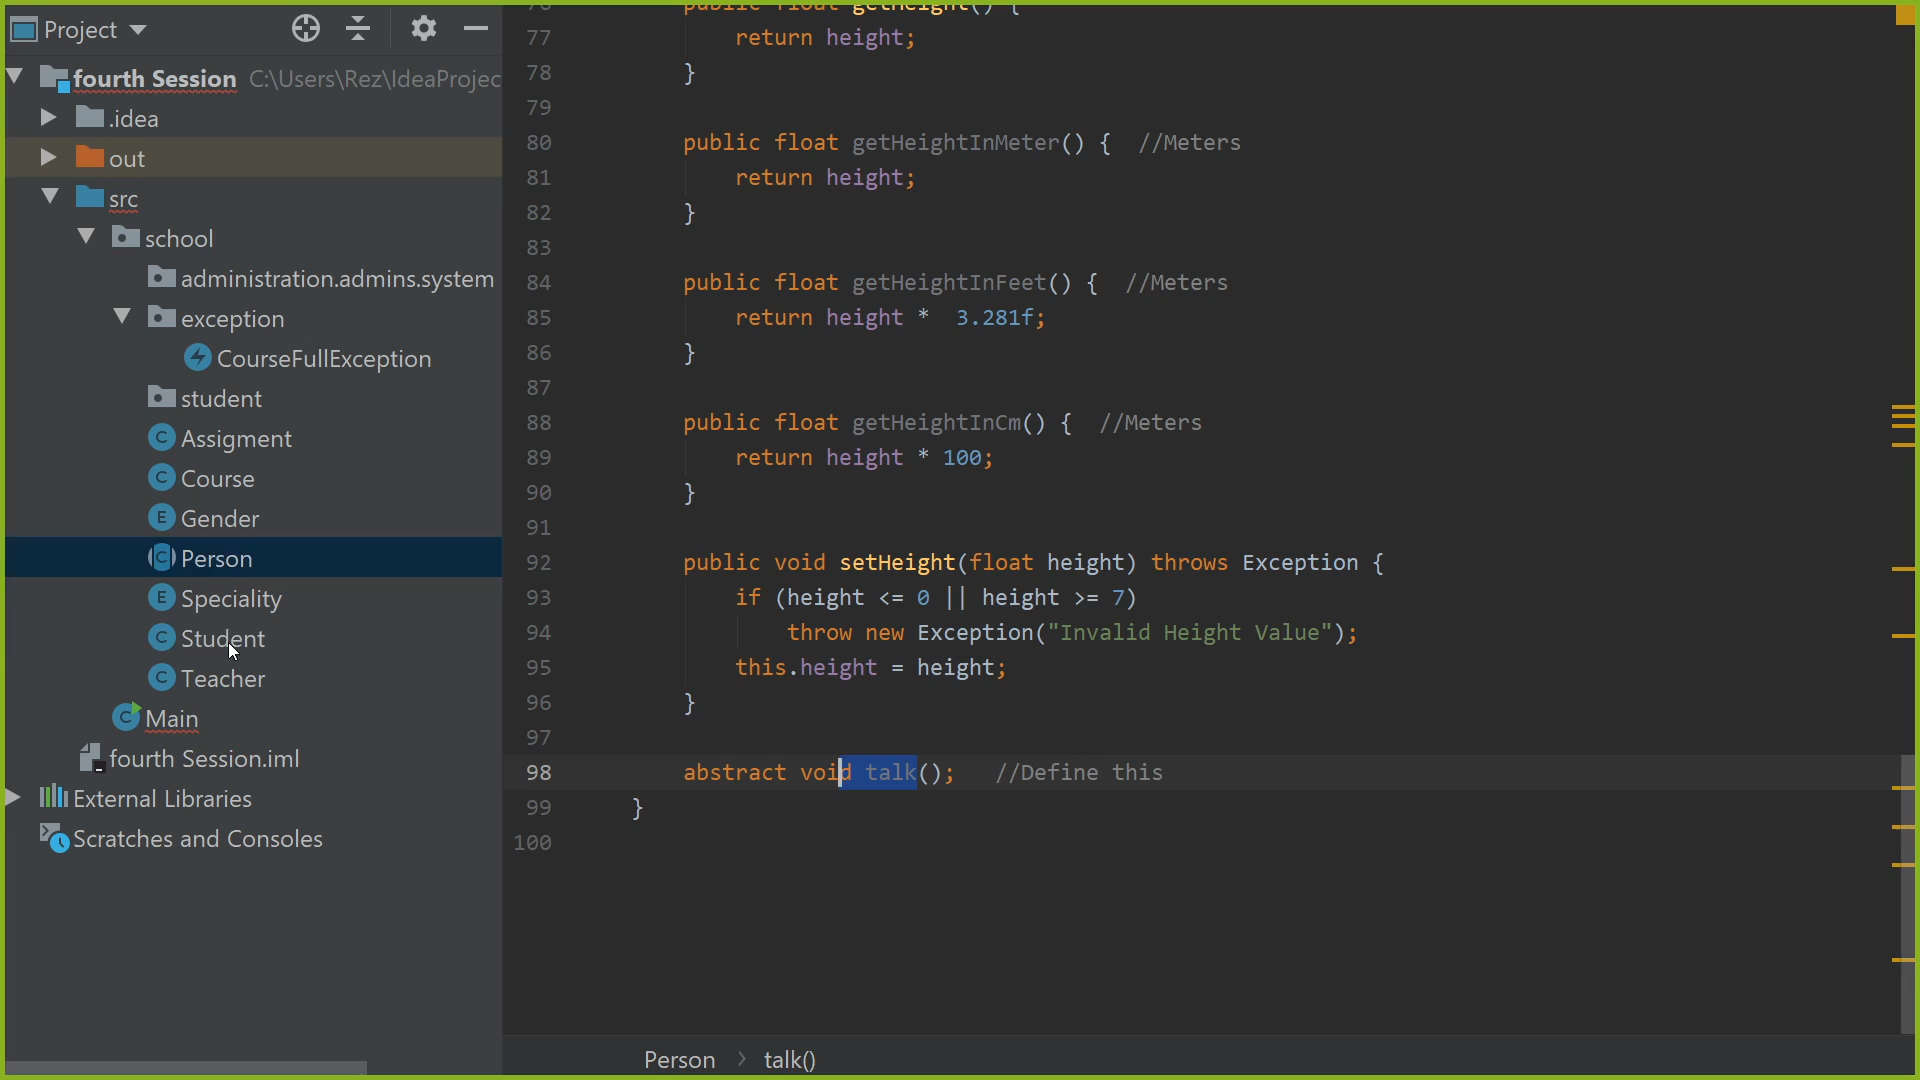 Project
fourth Session C:\Users\Rez\IdeaProjec
.idea
out
src
school
administration.admins.system
exception
CourseFullException
student
Assigment
Course
Gender
Person
Speciality
Student
Teacher
Main
fourth Session.iml
External Libraries
Scratches and Consoles
76 public float getHeight() {
77 return height;
78 }
79
80 public float getHeightInMeter() { //Meters
81 return height;
82 }
83
84 public float getHeightInFeet() { //Meters
85 return height * 3.281f;
86 }
87
88 public float getHeightInCm() { //Meters
89 return height * 100;
90 }
91
92 public void setHeight(float height) throws Exception {
93 if (height <= 0 || height >= 7)
94 throw new Exception("Invalid Height Value");
95 this.height = height;
96 }
97
98 abstract void talk(); //Define this
99 }
100
Person > talk()